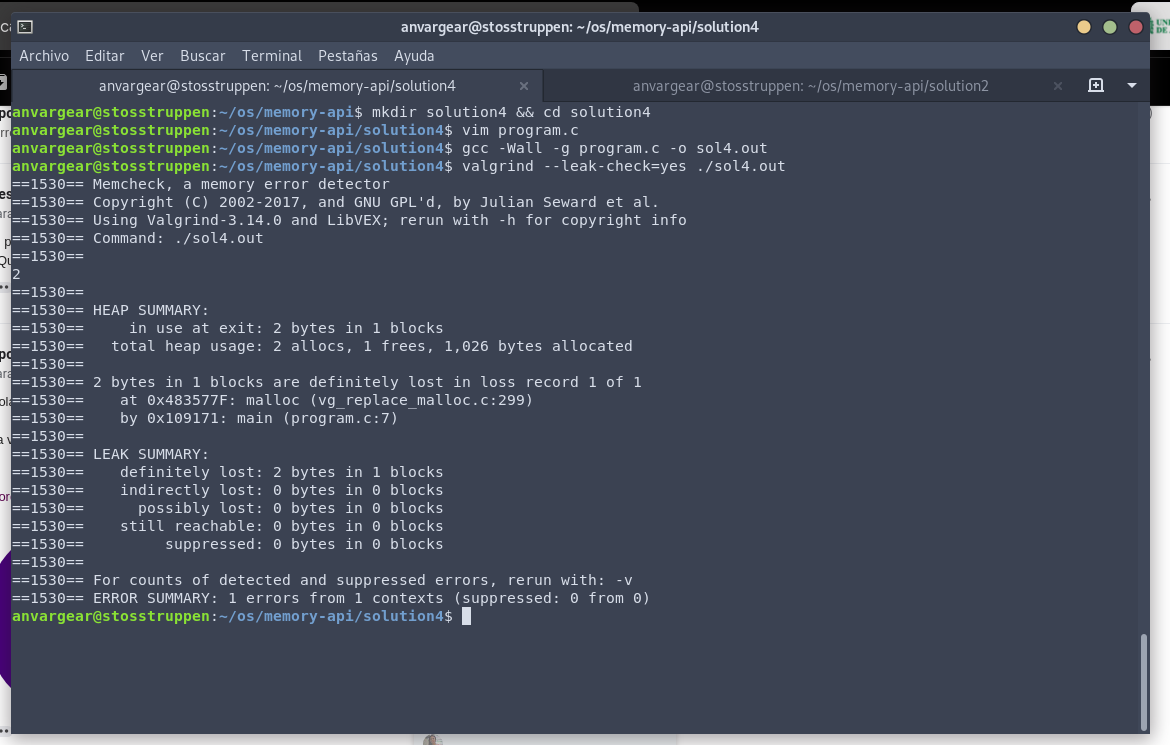 anvargear@stosstruppen: ~/os/memory-api/solution4
Archivo Editar Ver Buscar Terminal Pestañas Ayuda
anvargear@stosstruppen: ~/os/memory-api/solution4 × anvargear@stosstruppen: ~/os/memory-api/solution2 ×
anvargear@stosstruppen:~/os/memory-api$ mkdir solution4 && cd solution4
anvargear@stosstruppen:~/os/memory-api/solution4$ vim program.c
anvargear@stosstruppen:~/os/memory-api/solution4$ gcc -Wall -g program.c -o sol4.out
anvargear@stosstruppen:~/os/memory-api/solution4$ valgrind --leak-check=yes ./sol4.out
==1530== Memcheck, a memory error detector
==1530== Copyright (C) 2002-2017, and GNU GPL'd, by Julian Seward et al.
==1530== Using Valgrind-3.14.0 and LibVEX; rerun with -h for copyright info
==1530== Command: ./sol4.out
==1530==
2
==1530==
==1530== HEAP SUMMARY:
==1530==     in use at exit: 2 bytes in 1 blocks
==1530==   total heap usage: 2 allocs, 1 frees, 1,026 bytes allocated
==1530==
==1530== 2 bytes in 1 blocks are definitely lost in loss record 1 of 1
==1530==    at 0x483577F: malloc (vg_replace_malloc.c:299)
==1530==    by 0x109171: main (program.c:7)
==1530==
==1530== LEAK SUMMARY:
==1530==    definitely lost: 2 bytes in 1 blocks
==1530==    indirectly lost: 0 bytes in 0 blocks
==1530==      possibly lost: 0 bytes in 0 blocks
==1530==    still reachable: 0 bytes in 0 blocks
==1530==         suppressed: 0 bytes in 0 blocks
==1530==
==1530== For counts of detected and suppressed errors, rerun with: -v
==1530== ERROR SUMMARY: 1 errors from 1 contexts (suppressed: 0 from 0)
anvargear@stosstruppen:~/os/memory-api/solution4$